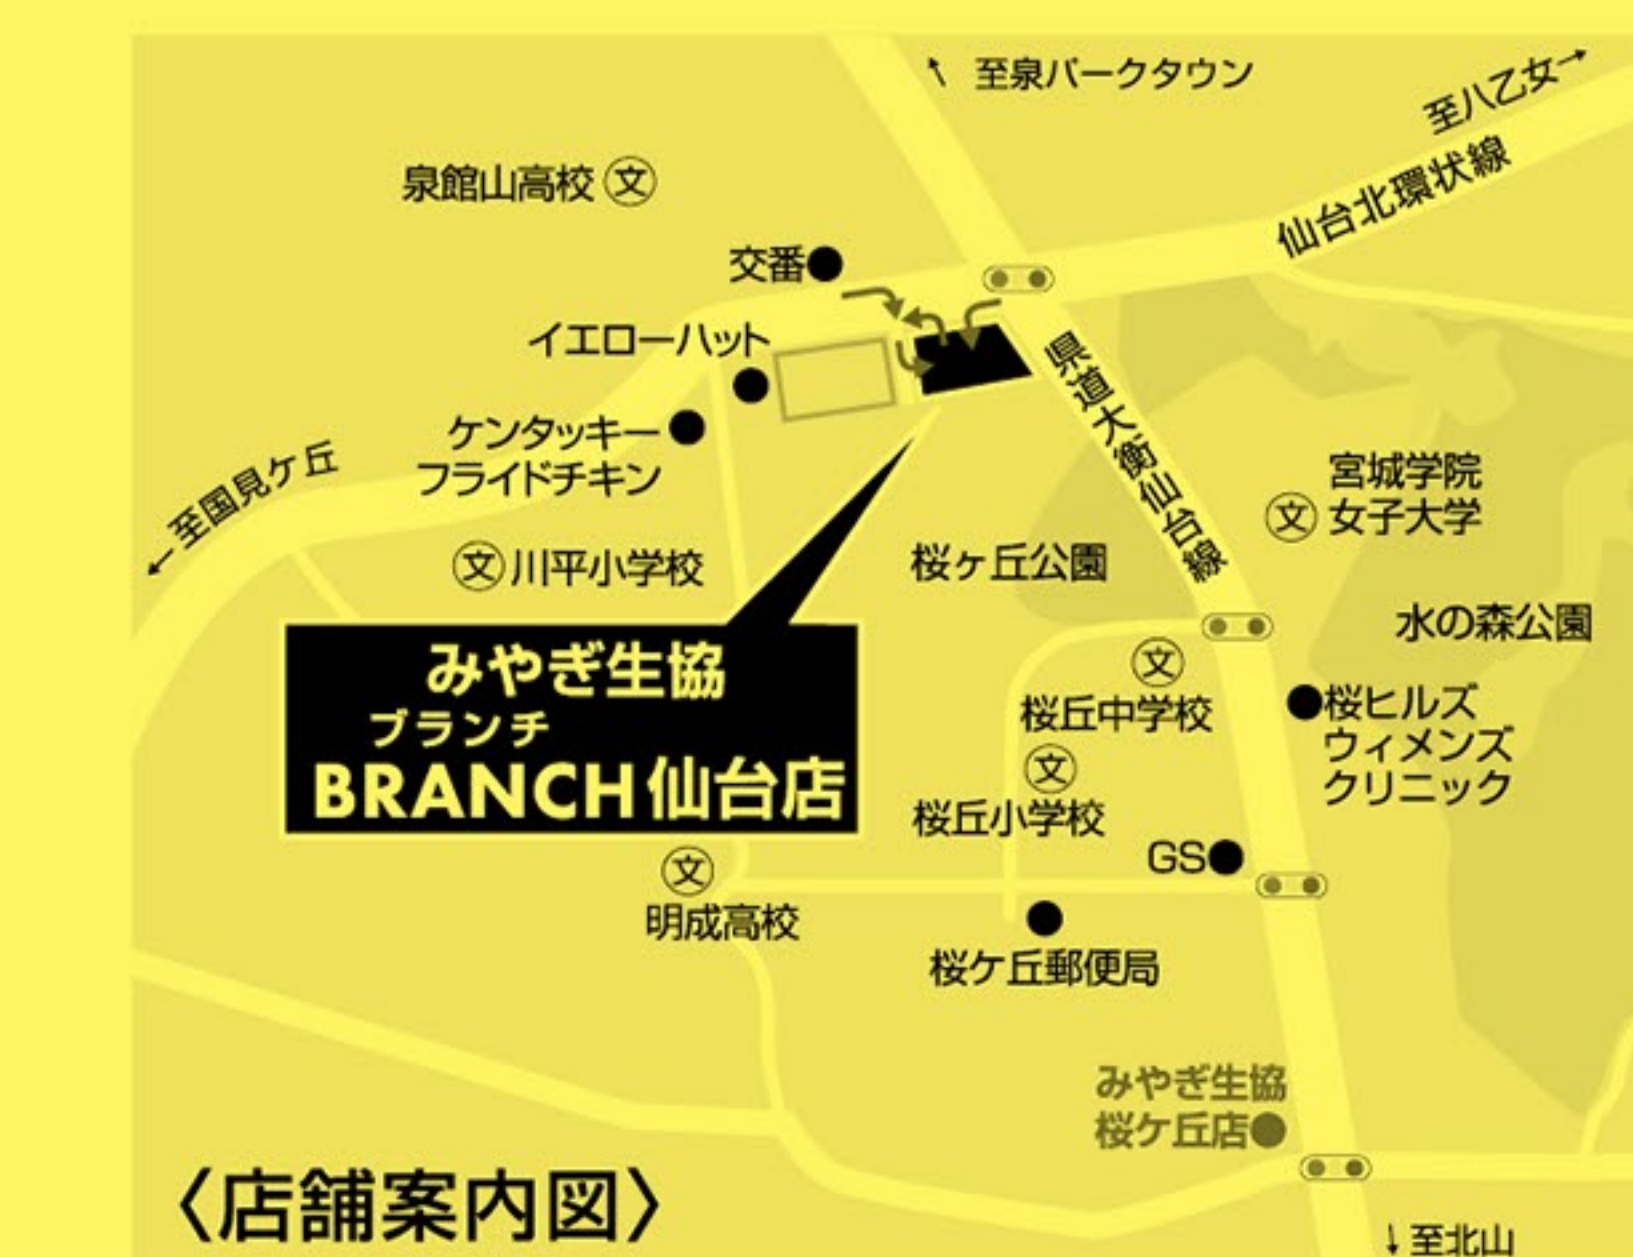 至泉パークタウン
至八乙女
仙台北環状線
泉館山高校 文
交番
イエローハット
県道大衡仙台線
ケンタッキー
フライドチキン
至国見ケ丘
宮城学院
文 女子大学
文 川平小学校
桜ヶ丘公園
水の森公園
みやぎ生協
ブランチ
BRANCH仙台店
文
桜丘中学校
桜ヒルズ
ウィメンズ
クリニック
文
桜丘小学校
GS
文
明成高校
桜ケ丘郵便局
みやぎ生協
桜ケ丘店
〈店舗案内図〉
至北山